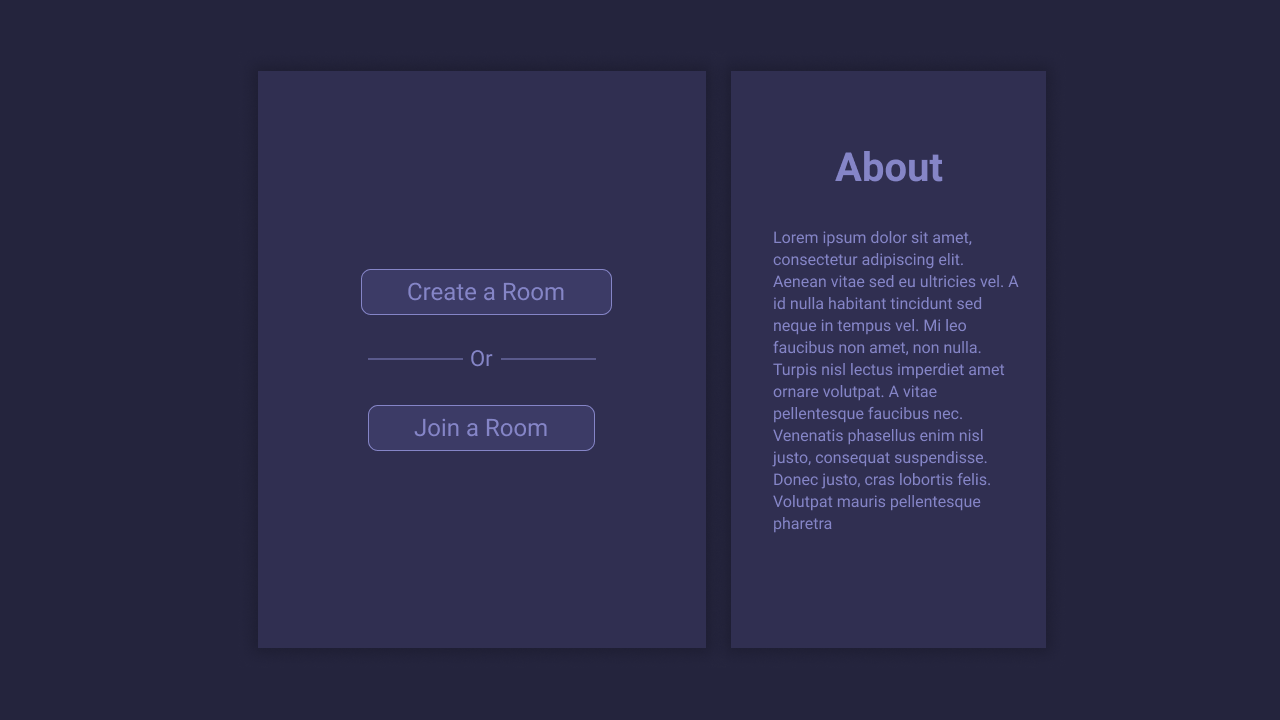 Create a Room
Or
Join a Room
About
Lorem ipsum dolor sit amet,
consectetur adipiscing elit.
Aenean vitae sed eu ultricies vel. A
id nulla habitant tincidunt sed
neque in tempus vel. Mi leo
faucibus non amet, non nulla.
Turpis nisl lectus imperdiet amet
ornare volutpat. A vitae
pellentesque faucibus nec.
Venenatis phasellus enim nisl
justo, consequat suspendisse.
Donec justo, cras lobortis felis.
Volutpat mauris pellentesque
pharetra